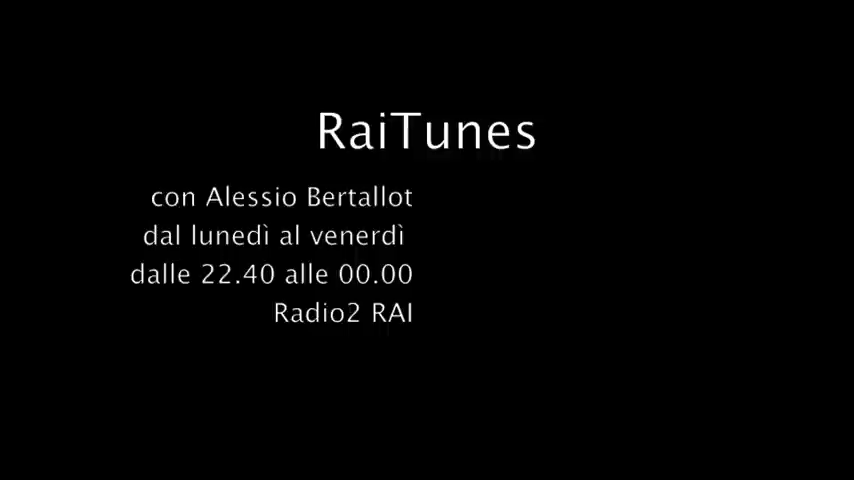 RaiTunes
con Alessio Bertallot
dal lunedì al venerdì
dalle 22.40 alle 00.00
Radio2 RAI